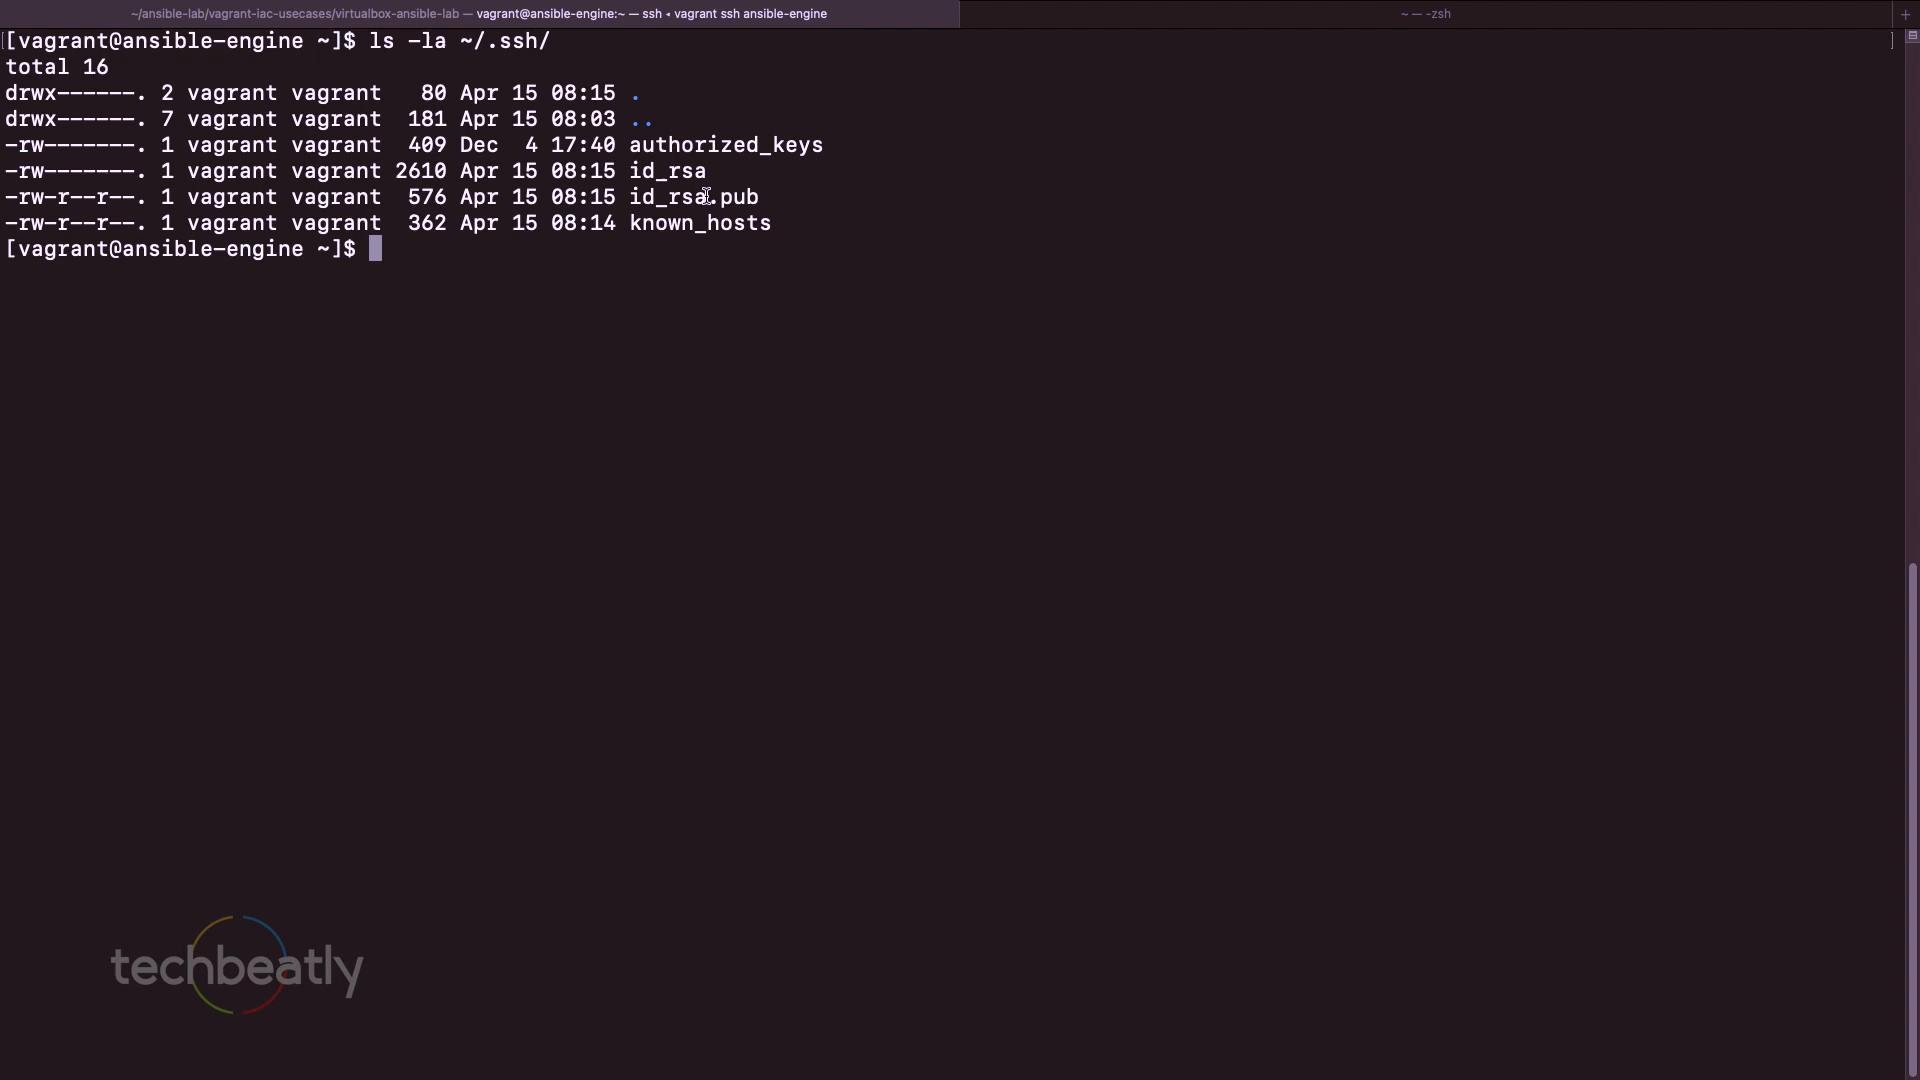 ~/ansible-lab/vagrant-iac-usecases/virtualbox-ansible-lab — vagrant@ansible-engine:~ — ssh ◂ vagrant ssh ansible-engine
~ — -zsh
[vagrant@ansible-engine ~]$ ls -la ~/.ssh/
total 16
drwx------. 2 vagrant vagrant   80 Apr 15 08:15 .
drwx------. 7 vagrant vagrant  181 Apr 15 08:03 ..
-rw-------. 1 vagrant vagrant  409 Dec  4 17:40 authorized_keys
-rw-------. 1 vagrant vagrant 2610 Apr 15 08:15 id_rsa
-rw-r--r--. 1 vagrant vagrant  576 Apr 15 08:15 id_rsa.pub
-rw-r--r--. 1 vagrant vagrant  362 Apr 15 08:14 known_hosts
[vagrant@ansible-engine ~]$
techbeatly